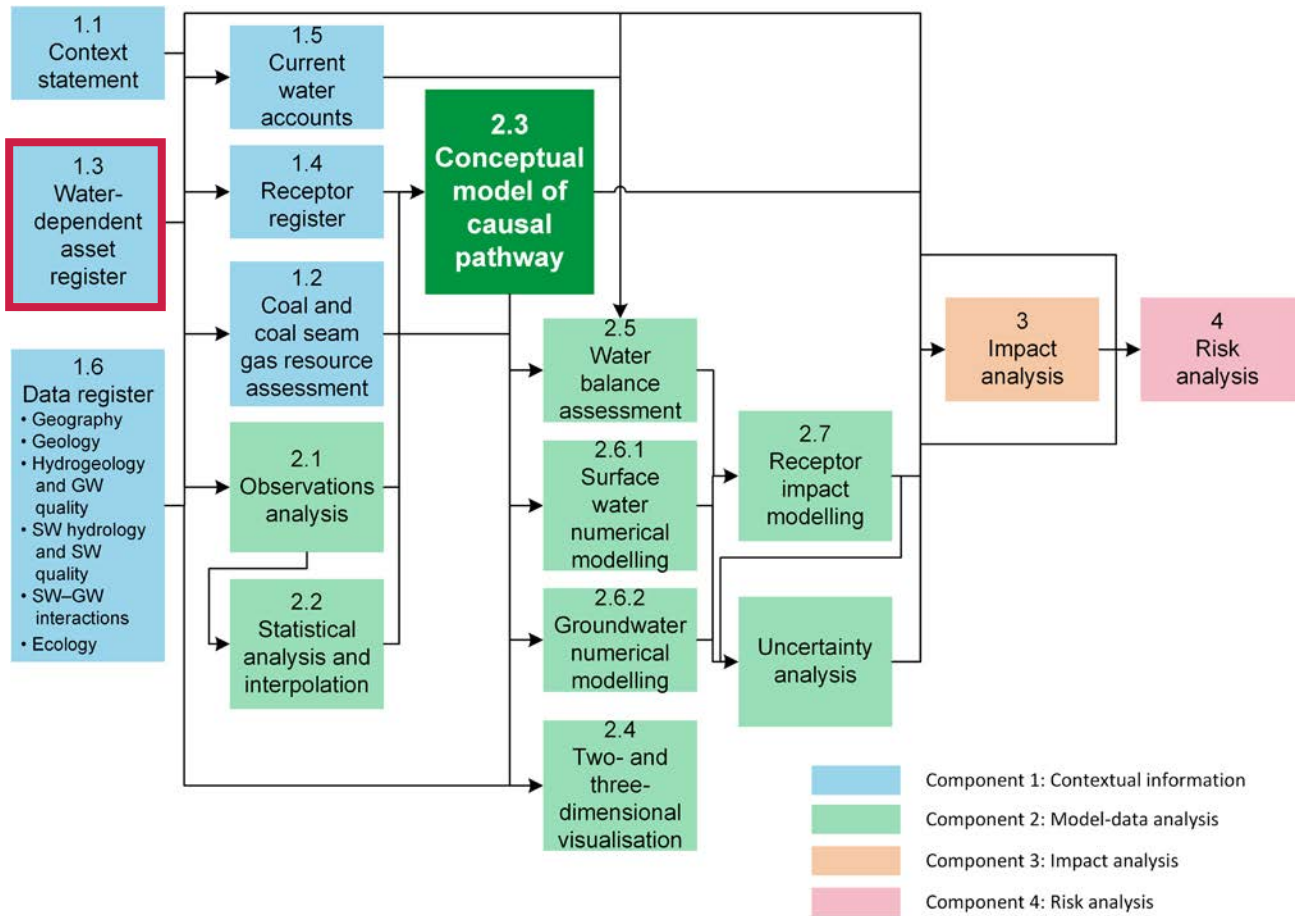 1.1
Context
statement
1.5
Current
water
accounts
2.3
Conceptual
model of
causal
pathway
1.3
Water-
dependent
asset
register
1.4
Receptor
register
1.2
Coal and
coal seam
gas resource
assessment
2.5
Water
balance
assessment
3
Impact
analysis
4
Risk
analysis
1.6
Data register
• Geography
• Geology
• Hydrogeology
and GW
quality
• SW hydrology
and SW
quality
• SW–GW
interactions
• Ecology
2.1
Observations
analysis
2.6.1
Surface
water
numerical
modelling
2.7
Receptor
impact
modelling
2.2
Statistical
analysis and
interpolation
2.6.2
Groundwater
numerical
modelling
Uncertainty
analysis
2.4
Two- and
three-
dimensional
visualisation
Component 1: Contextual information
Component 2: Model-data analysis
Component 3: Impact analysis
Component 4: Risk analysis